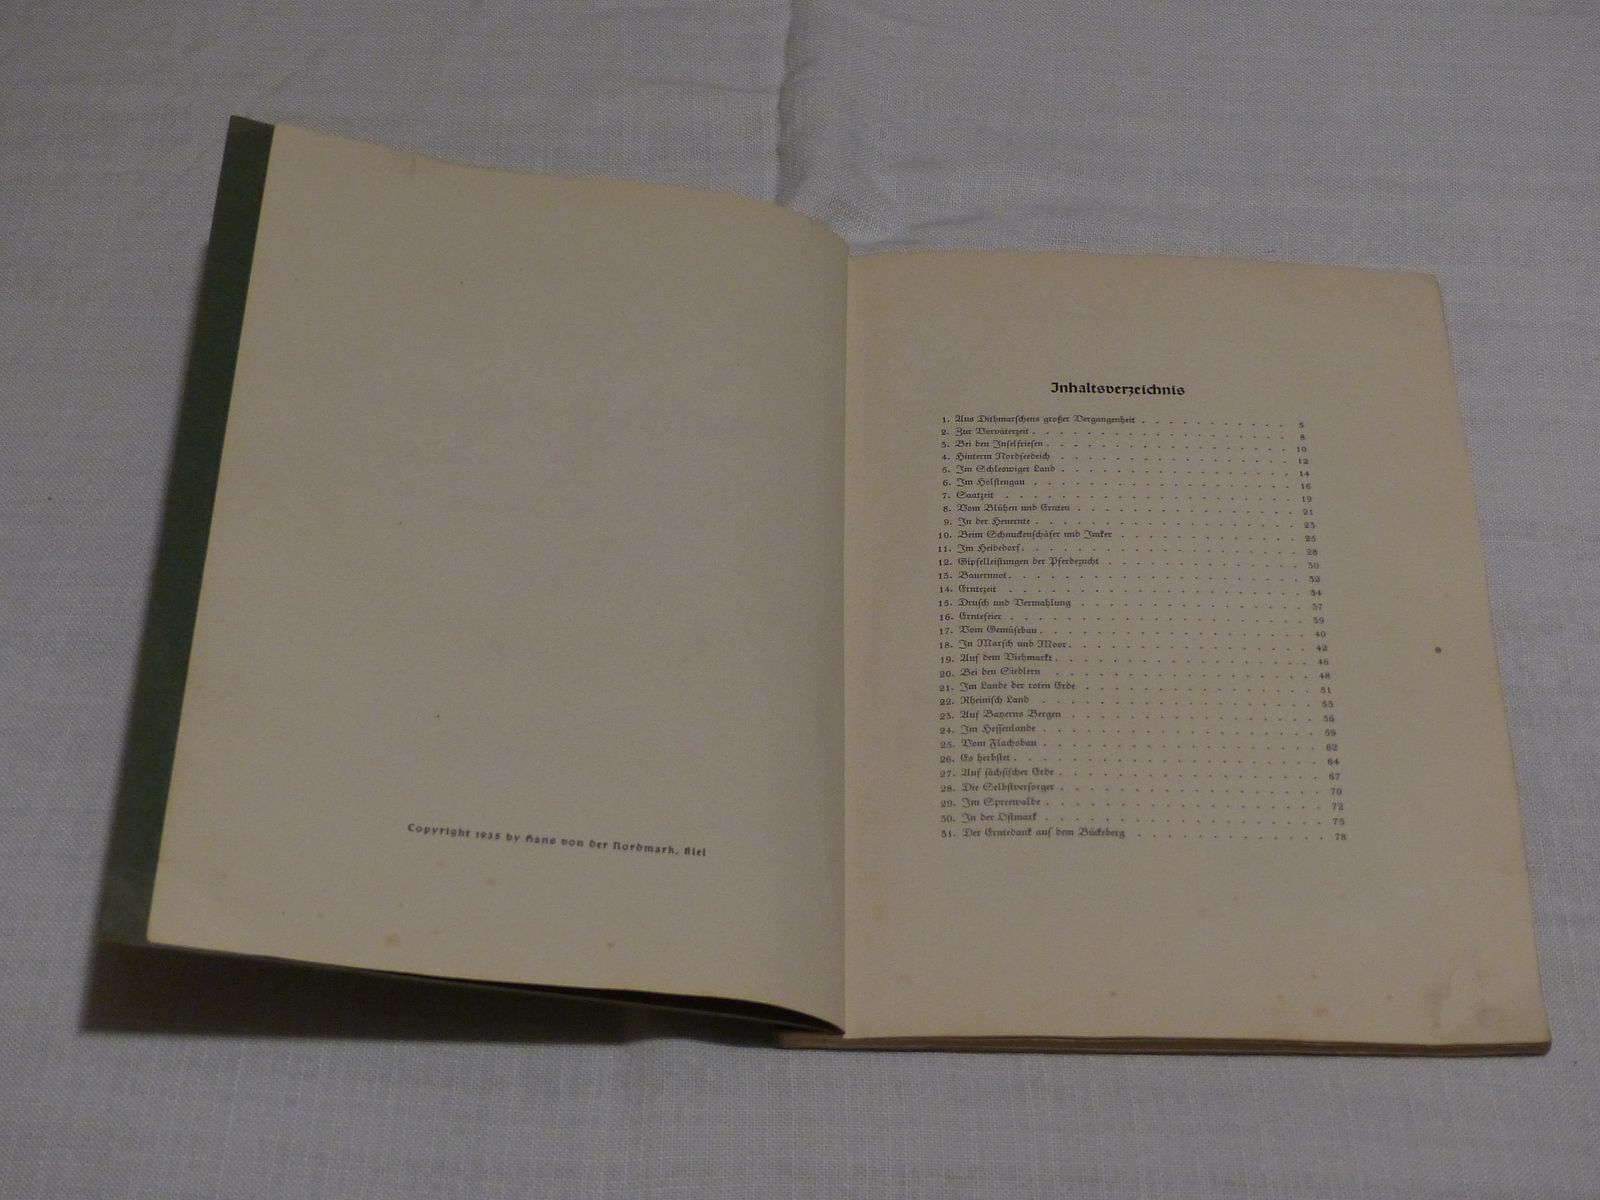 Copyright 1935 by Hans von der Nordmark, Kiel
Inhaltsverzeichnis
1. Aus Dithmarschens großer Vergangenheit . . . . . . . . . . . 5
2. Zur Vorväterzeit . . . . . . . . . . . 8
3. Bei den Inselfriesen . . . . . . . . . . . 10
4. Hinterm Nordseedeich . . . . . . . . . . . 12
5. Im Schleswiger Land . . . . . . . . . . . 14
6. Im Holstengau . . . . . . . . . . . 16
7. Saatzeit . . . . . . . . . . . 19
8. Vom Blühen und Ernten . . . . . . . . . . . 21
9. In der Heuernte . . . . . . . . . . . 23
10. Beim Schnuckenschäfer und Imker . . . . . . . . . . . 25
11. Im Heidedorf . . . . . . . . . . . 28
12. Gipfelleistungen der Pferdezucht . . . . . . . . . . . 30
13. Bauernnot . . . . . . . . . . . 32
14. Erntezeit . . . . . . . . . . . 34
15. Drusch und Vermahlung . . . . . . . . . . . 37
16. Erntefeier . . . . . . . . . . . 39
17. Vom Gemüsebau . . . . . . . . . . . 40
18. In Marsch und Moor . . . . . . . . . . . 42
19. Auf dem Viehmarkt . . . . . . . . . . . 46
20. Bei den Siedlern . . . . . . . . . . . 48
21. Im Lande der roten Erde . . . . . . . . . . . 51
22. Rheinisch Land . . . . . . . . . . . 53
23. Auf Bayerns Bergen . . . . . . . . . . . 56
24. Im Hessenlande . . . . . . . . . . . 59
25. Vom Flachsbau . . . . . . . . . . . 62
26. Es herbstet . . . . . . . . . . . 64
27. Auf sächsischer Erde . . . . . . . . . . . 67
28. Die Selbstversorger . . . . . . . . . . . 70
29. Im Spreewalde . . . . . . . . . . . 72
30. In der Ostmark . . . . . . . . . . . 75
31. Der Erntedank auf dem Bückeberg . . . . . . . . . . . 78